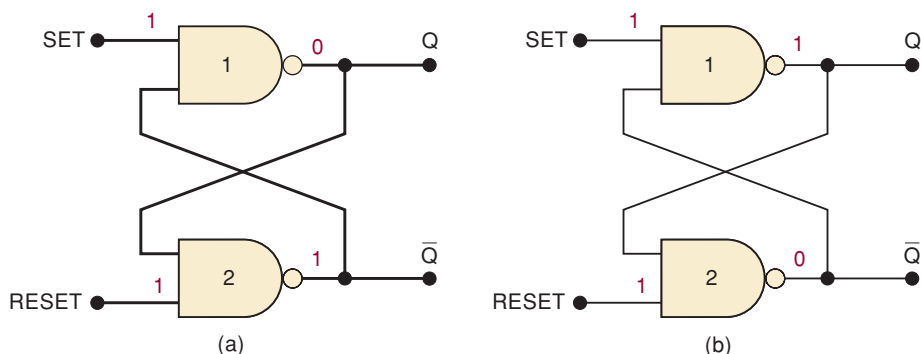 SET 1 1 0 Q
RESET 1 2 1 Q̅
(a)
SET 1 1 1 Q
RESET 1 2 0 Q̅
(b)